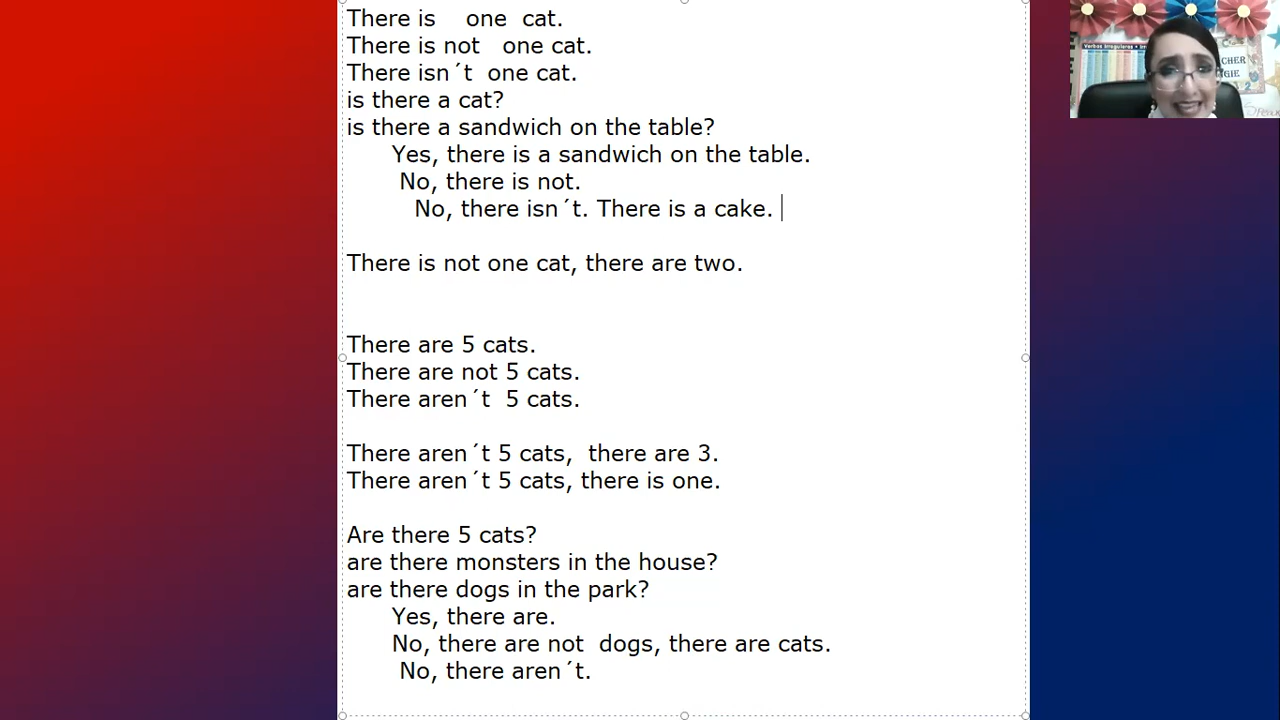 There is    one  cat.
There is not   one cat.
There isn´t  one cat.
is there a cat?
is there a sandwich on the table?
Yes, there is a sandwich on the table.
No, there is not.
No, there isn´t. There is a cake.
There is not one cat, there are two.
There are 5 cats.
There are not 5 cats.
There aren´t  5 cats.
There aren´t 5 cats,  there are 3.
There aren´t 5 cats, there is one.
Are there 5 cats?
are there monsters in the house?
are there dogs in the park?
Yes, there are.
No, there are not  dogs, there are cats.
No, there aren´t.
Verbos Irregulares
CHER
GIE